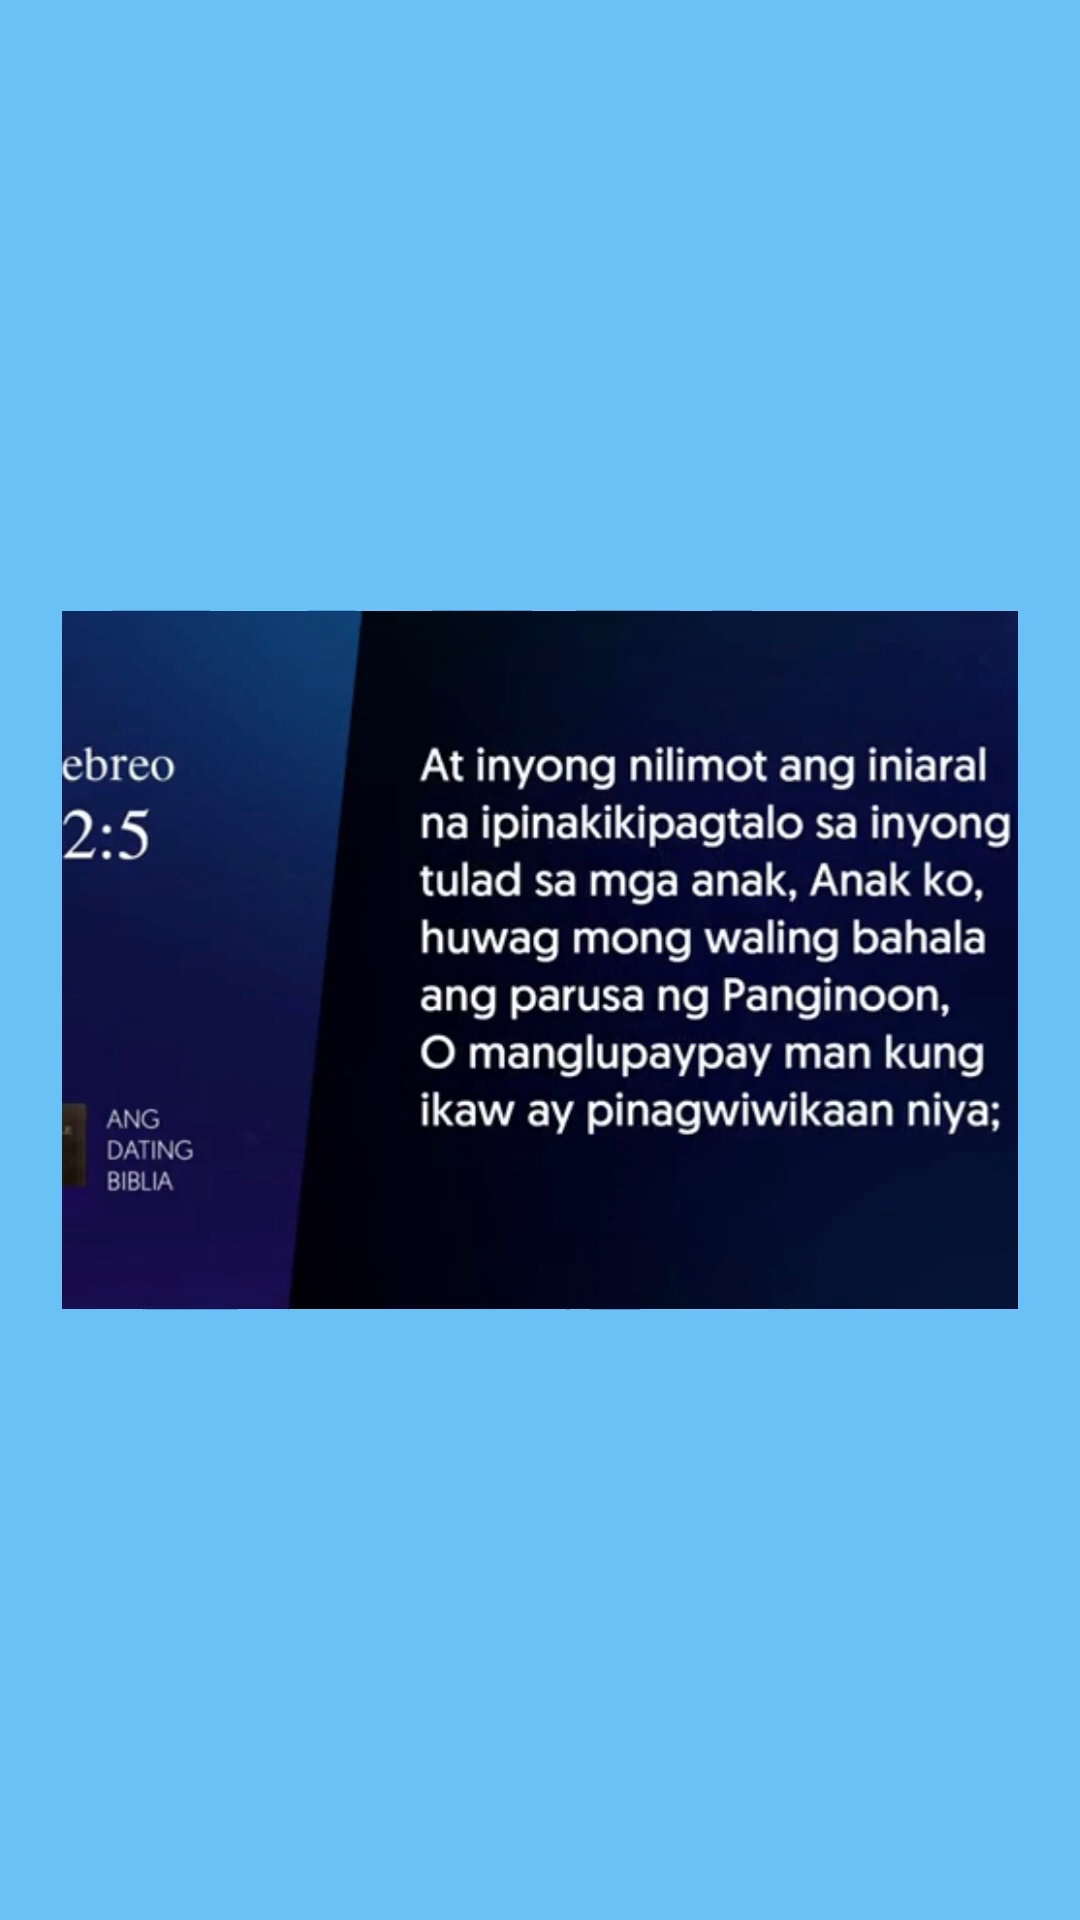 ebreo
2:5
At inyong nilimot ang iniaral
na ipinakikipagtalo sa inyong
tulad sa mga anak, Anak ko,
huwag mong waling bahala
ang parusa ng Panginoon,
O manglupaypay man kung
ikaw ay pinagwiwikaan niya;
ANG
DATING
BIBLIA